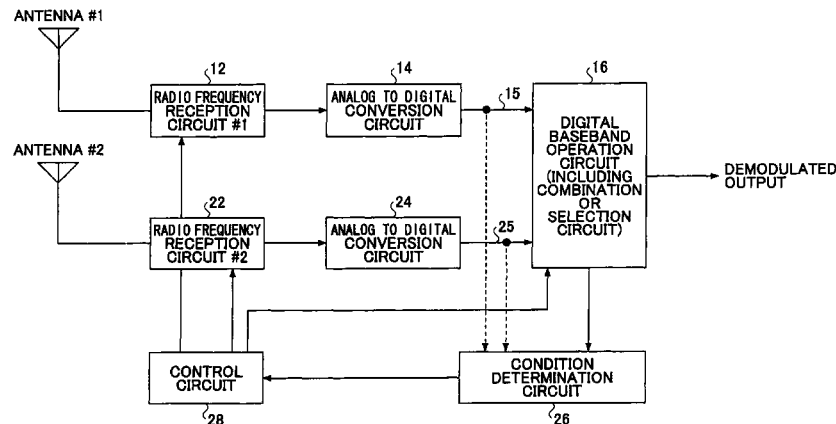 ANTENNA #1
12
14
16
RADIO FREQUENCY
RECEPTION
CIRCUIT #1
ANALOG TO DIGITAL
CONVERSION
CIRCUIT
15
DIGITAL
BASEBAND
OPERATION
CIRCUIT
(INCLUDING
COMBINATION
OR
SELECTION
CIRCUIT)
DEMODULATED
OUTPUT
ANTENNA #2
22
24
25
RADIO FREQUENCY
RECEPTION
CIRCUIT #2
ANALOG TO DIGITAL
CONVERSION
CIRCUIT
CONTROL
CIRCUIT
28
CONDITION
DETERMINATION
CIRCUIT
26